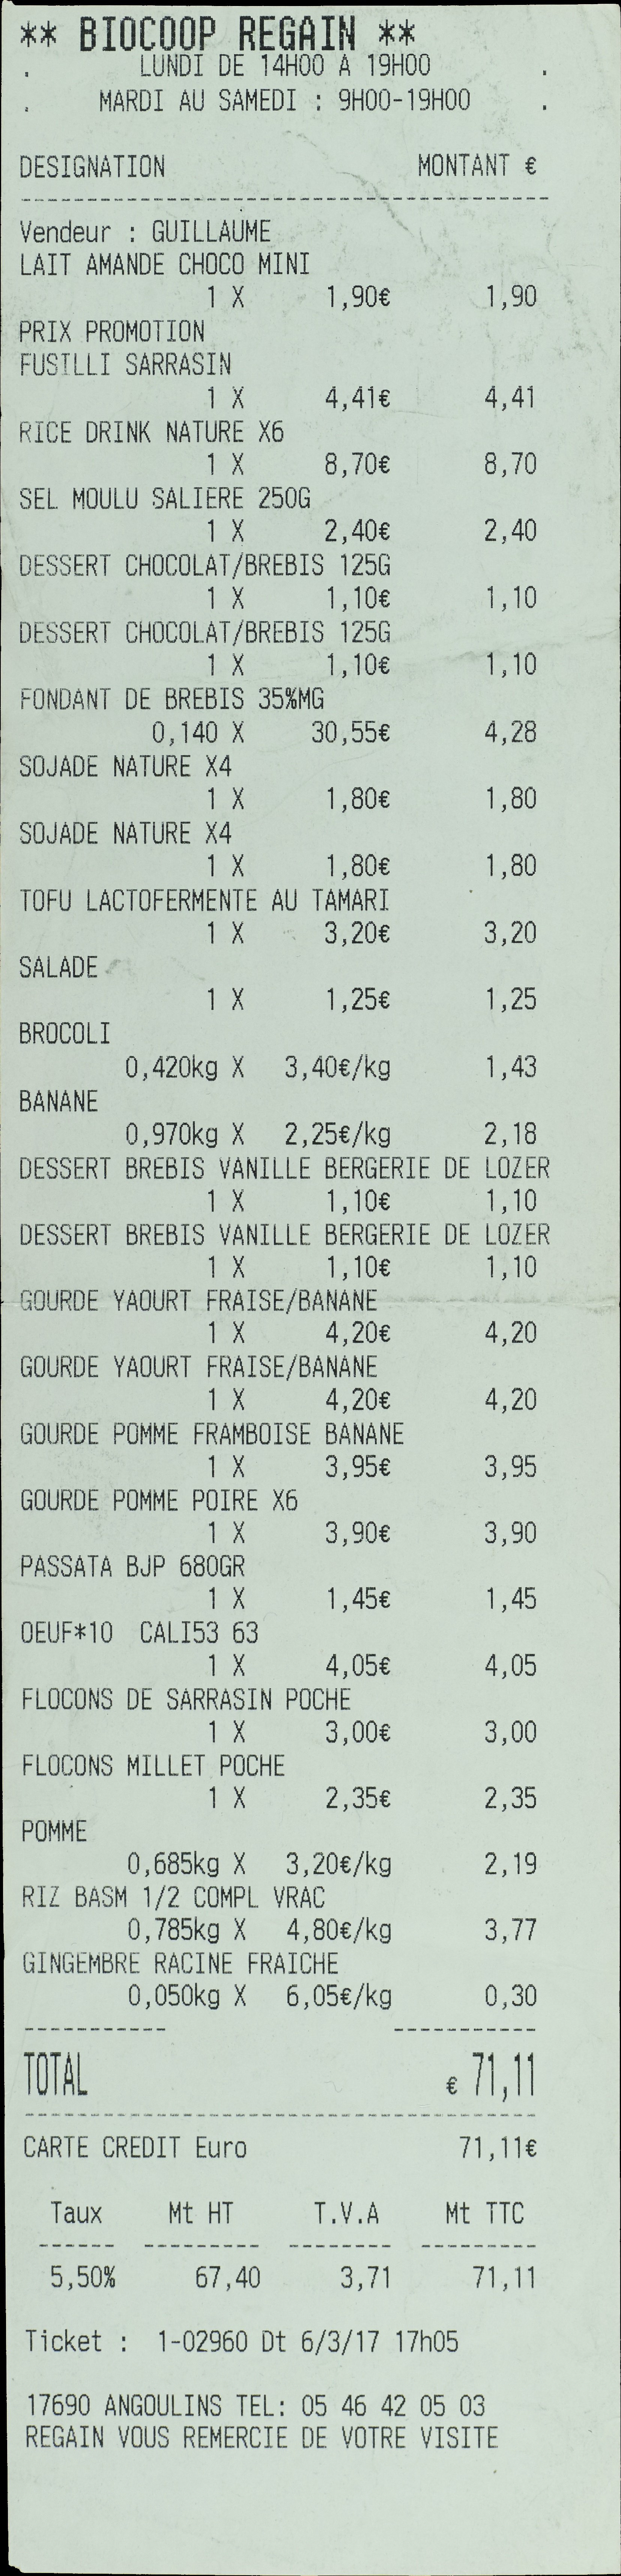 ** BIOCOOP REGAIN **
. LUNDI DE 14H00 A 19H00 .
. MARDI AU SAMEDI : 9H00-19H00 .
DESIGNATION MONTANT €
----------------------------------------
Vendeur : GUILLAUME
LAIT AMANDE CHOCO MINI
1 X 1,90€ 1,90
PRIX PROMOTION
FUSILLI SARRASIN
1 X 4,41€ 4,41
RICE DRINK NATURE X6
1 X 8,70€ 8,70
SEL MOULU SALIERE 250G
1 X 2,40€ 2,40
DESSERT CHOCOLAT/BREBIS 125G
1 X 1,10€ 1,10
DESSERT CHOCOLAT/BREBIS 125G
1 X 1,10€ 1,10
FONDANT DE BREBIS 35%MG
0,140 X 30,55€ 4,28
SOJADE NATURE X4
1 X 1,80€ 1,80
SOJADE NATURE X4
1 X 1,80€ 1,80
TOFU LACTOFERMENTE AU TAMARI
1 X 3,20€ 3,20
SALADE
1 X 1,25€ 1,25
BROCOLI
0,420kg X 3,40€/kg 1,43
BANANE
0,970kg X 2,25€/kg 2,18
DESSERT BREBIS VANILLE BERGERIE DE LOZER
1 X 1,10€ 1,10
DESSERT BREBIS VANILLE BERGERIE DE LOZER
1 X 1,10€ 1,10
GOURDE YAOURT FRAISE/BANANE
1 X 4,20€ 4,20
GOURDE YAOURT FRAISE/BANANE
1 X 4,20€ 4,20
GOURDE POMME FRAMBOISE BANANE
1 X 3,95€ 3,95
GOURDE POMME POIRE X6
1 X 3,90€ 3,90
PASSATA BJP 680GR
1 X 1,45€ 1,45
OEUF*10 CALI53 63
1 X 4,05€ 4,05
FLOCONS DE SARRASIN POCHE
1 X 3,00€ 3,00
FLOCONS MILLET POCHE
1 X 2,35€ 2,35
POMME
0,685kg X 3,20€/kg 2,19
RIZ BASM 1/2 COMPL VRAC
0,785kg X 4,80€/kg 3,77
GINGEMBRE RACINE FRAICHE
0,050kg X 6,05€/kg 0,30
----------- -----------
TOTAL € 71,11
---------------------------------------
CARTE CREDIT Euro 71,11€
Taux Mt HT T.V.A Mt TTC
------ --------- -------- ---------
5,50% 67,40 3,71 71,11
Ticket : 1-02960 Dt 6/3/17 17h05
17690 ANGOULINS TEL: 05 46 42 05 03
REGAIN VOUS REMERCIE DE VOTRE VISITE